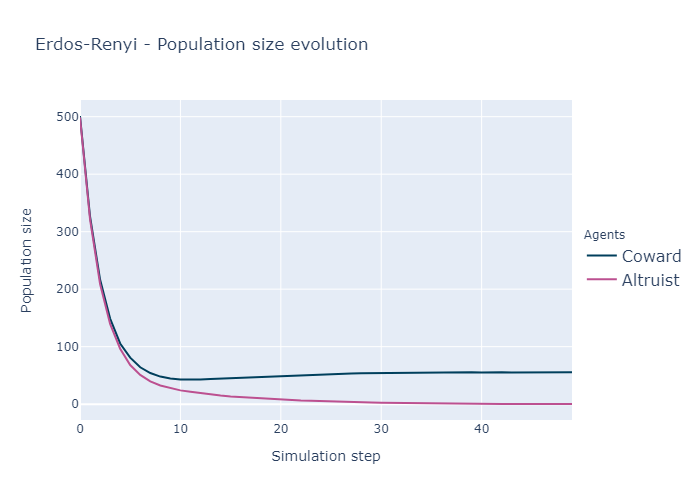 Erdos-Renyi - Population size evolution
Population size
500
400
300
200
100
0
0 10 20 30 40
Simulation step
Agents
Coward
Altruist